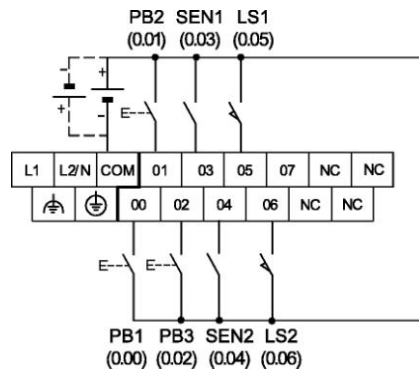 PB2 SEN1 LS1
(0.01) (0.03) (0.05)
- +
+ -
L1 L2/N COM 01 03 05 07 NC NC
00 02 04 06 NC NC
PB1 PB3 SEN2 LS2
(0.00) (0.02) (0.04) (0.06)